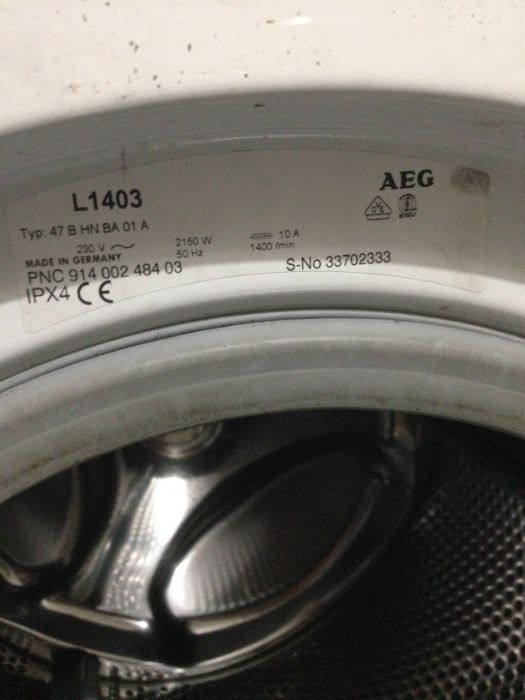 L1403
AEG
Typ: 47 B HN BA 01 A
230 V ~ 2150 W 10 A
MADE IN GERMANY 50 Hz 1400 /min
PNC 914 002 484 03 S-No 33702333
IPX4 CE